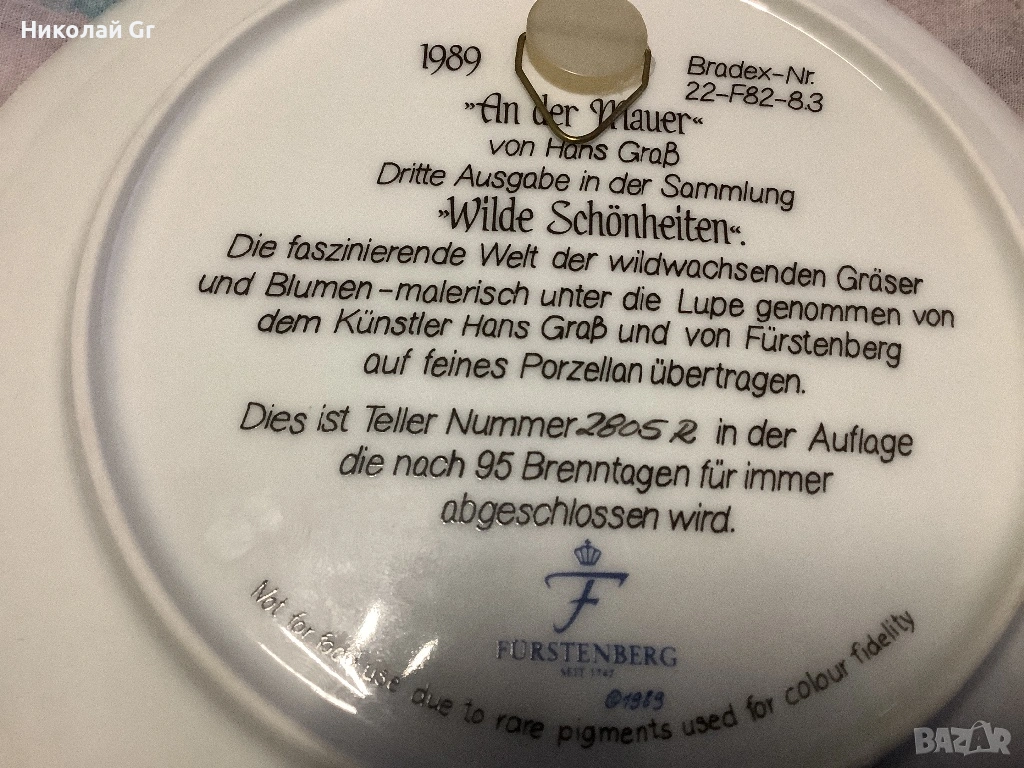 Николай Gr
1989
Bradex-Nr.
22-F82-8.3
„An der Mauer“
von Hans Graß
Dritte Ausgabe in der Sammlung
„Wilde Schönheiten“.
Die faszinierende Welt der wildwachsenden Gräser
und Blumen-malerisch unter die Lupe genommen von
dem Künstler Hans Graß und von Fürstenberg
auf feines Porzellan übertragen.
Dies ist Teller Nummer 2805 R in der Auflage
die nach 95 Brenntagen für immer
abgeschlossen wird.
F
FÜRSTENBERG
SEIT 1747
©1989
Not for food use due to rare pigments used for colour fidelity
BAZAR